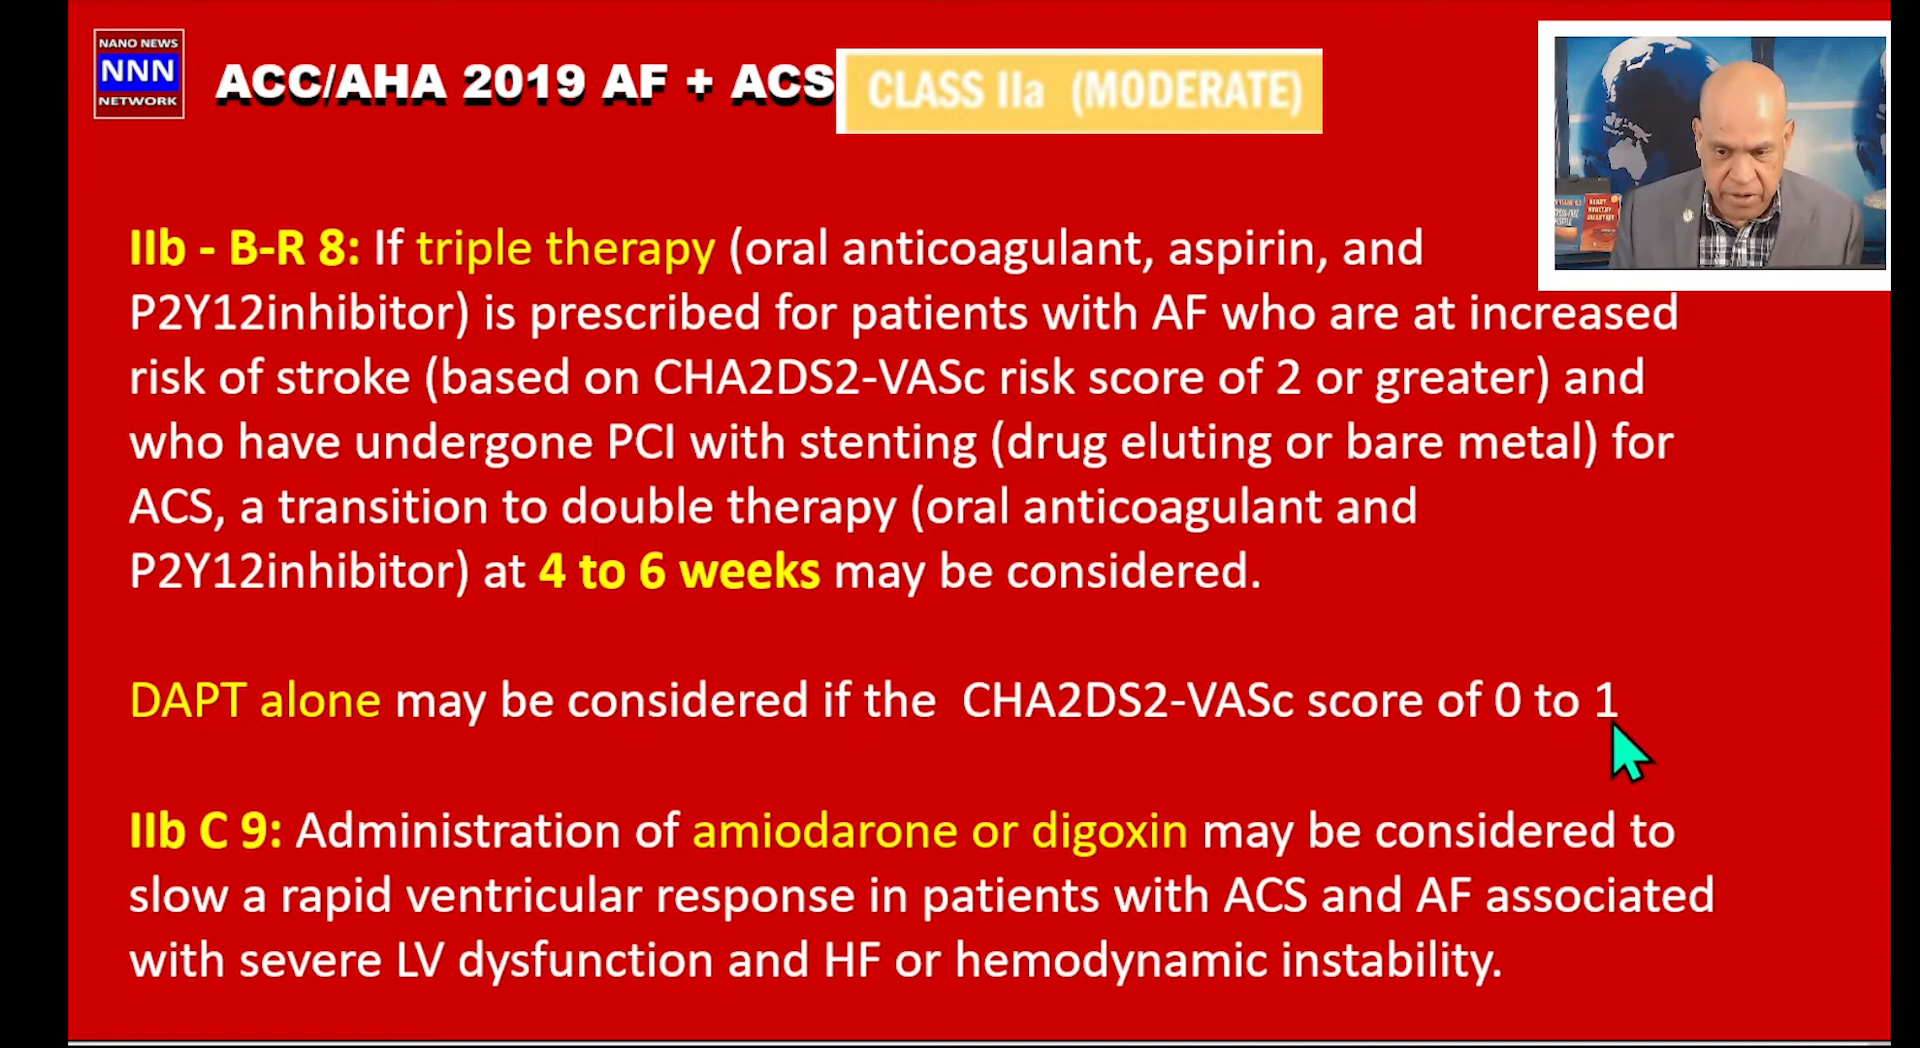 NANO NEWS
NNN
NETWORK
ACC/AHA 2019 AF + ACS
CLASS IIa (MODERATE)
IIb - B-R 8: If triple therapy (oral anticoagulant, aspirin, and
P2Y12inhibitor) is prescribed for patients with AF who are at increased
risk of stroke (based on CHA2DS2-VASc risk score of 2 or greater) and
who have undergone PCI with stenting (drug eluting or bare metal) for
ACS, a transition to double therapy (oral anticoagulant and
P2Y12inhibitor) at 4 to 6 weeks may be considered.
DAPT alone may be considered if the CHA2DS2-VASc score of 0 to 1
IIb C 9: Administration of amiodarone or digoxin may be considered to
slow a rapid ventricular response in patients with ACS and AF associated
with severe LV dysfunction and HF or hemodynamic instability.